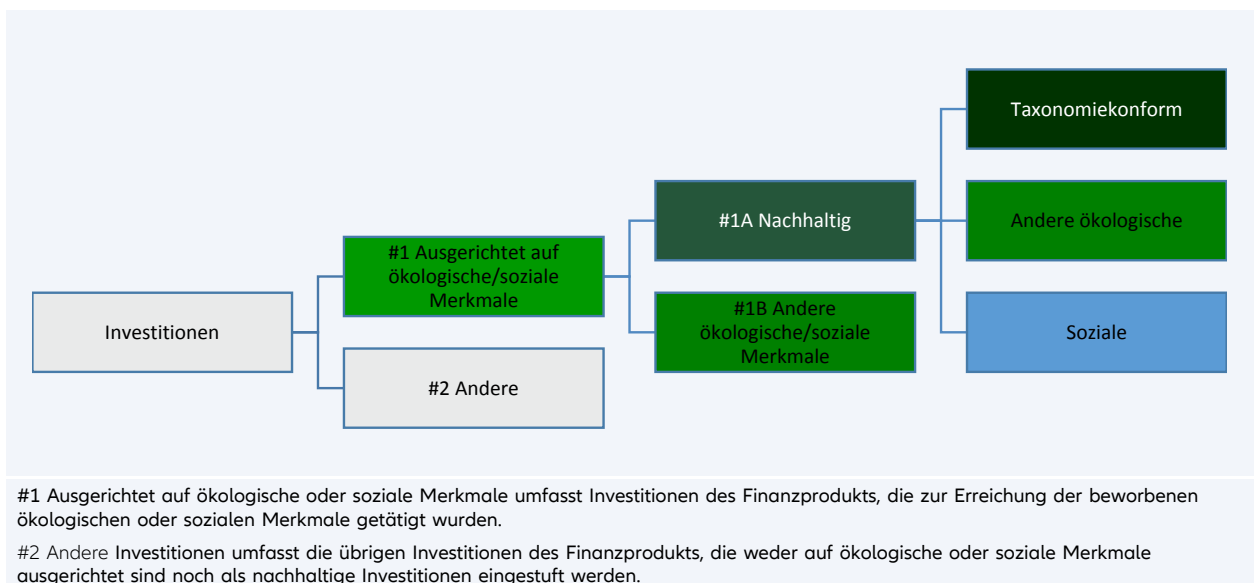 Taxonomiekonform
#1A Nachhaltig
Andere ökologische
#1 Ausgerichtet auf
ökologische/soziale
Merkmale
Investitionen
#1B Andere
ökologische/soziale
Merkmale
Soziale
#2 Andere
#1 Ausgerichtet auf ökologische oder soziale Merkmale umfasst Investitionen des Finanzprodukts, die zur Erreichung der beworbenen
ökologischen oder sozialen Merkmale getätigt wurden.
#2 Andere Investitionen umfasst die übrigen Investitionen des Finanzprodukts, die weder auf ökologische oder soziale Merkmale
ausgerichtet sind noch als nachhaltige Investitionen eingestuft werden.